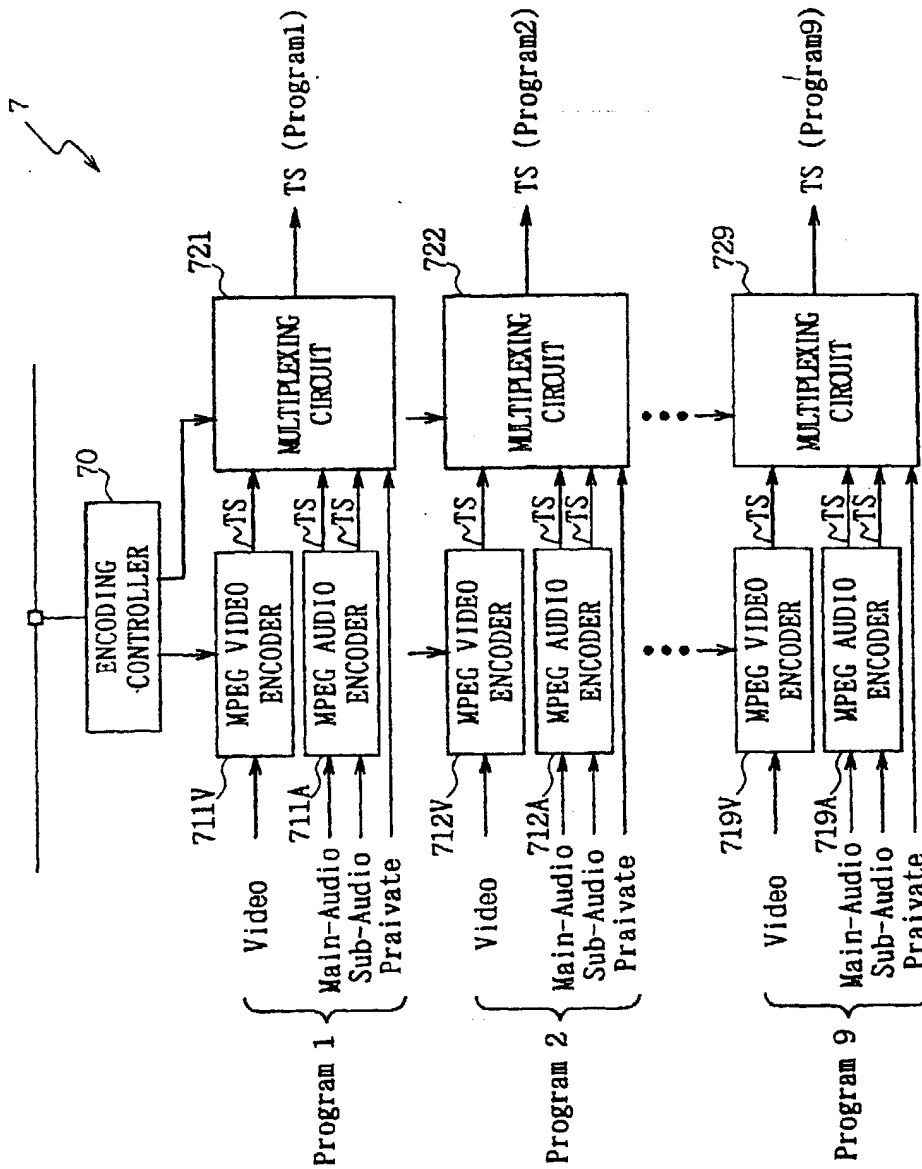 7
ENCODING
CONTROLLER
70
Program 1
Video
Main-Audio
Sub-Audio
Praivate
711V
MPEG VIDEO
ENCODER
711A
MPEG AUDIO
ENCODER
TS
TS
TS
721
MULTIPLEXING
CIRCUIT
TS (Program1)
Program 2
Video
Main-Audio
Sub-Audio
Praivate
712V
MPEG VIDEO
ENCODER
712A
MPEG AUDIO
ENCODER
TS
TS
TS
722
MULTIPLEXING
CIRCUIT
TS (Program2)
Program 9
Video
Main-Audio
Sub-Audio
Praivate
719V
MPEG VIDEO
ENCODER
719A
MPEG AUDIO
ENCODER
TS
TS
TS
729
MULTIPLEXING
CIRCUIT
TS (Program9)